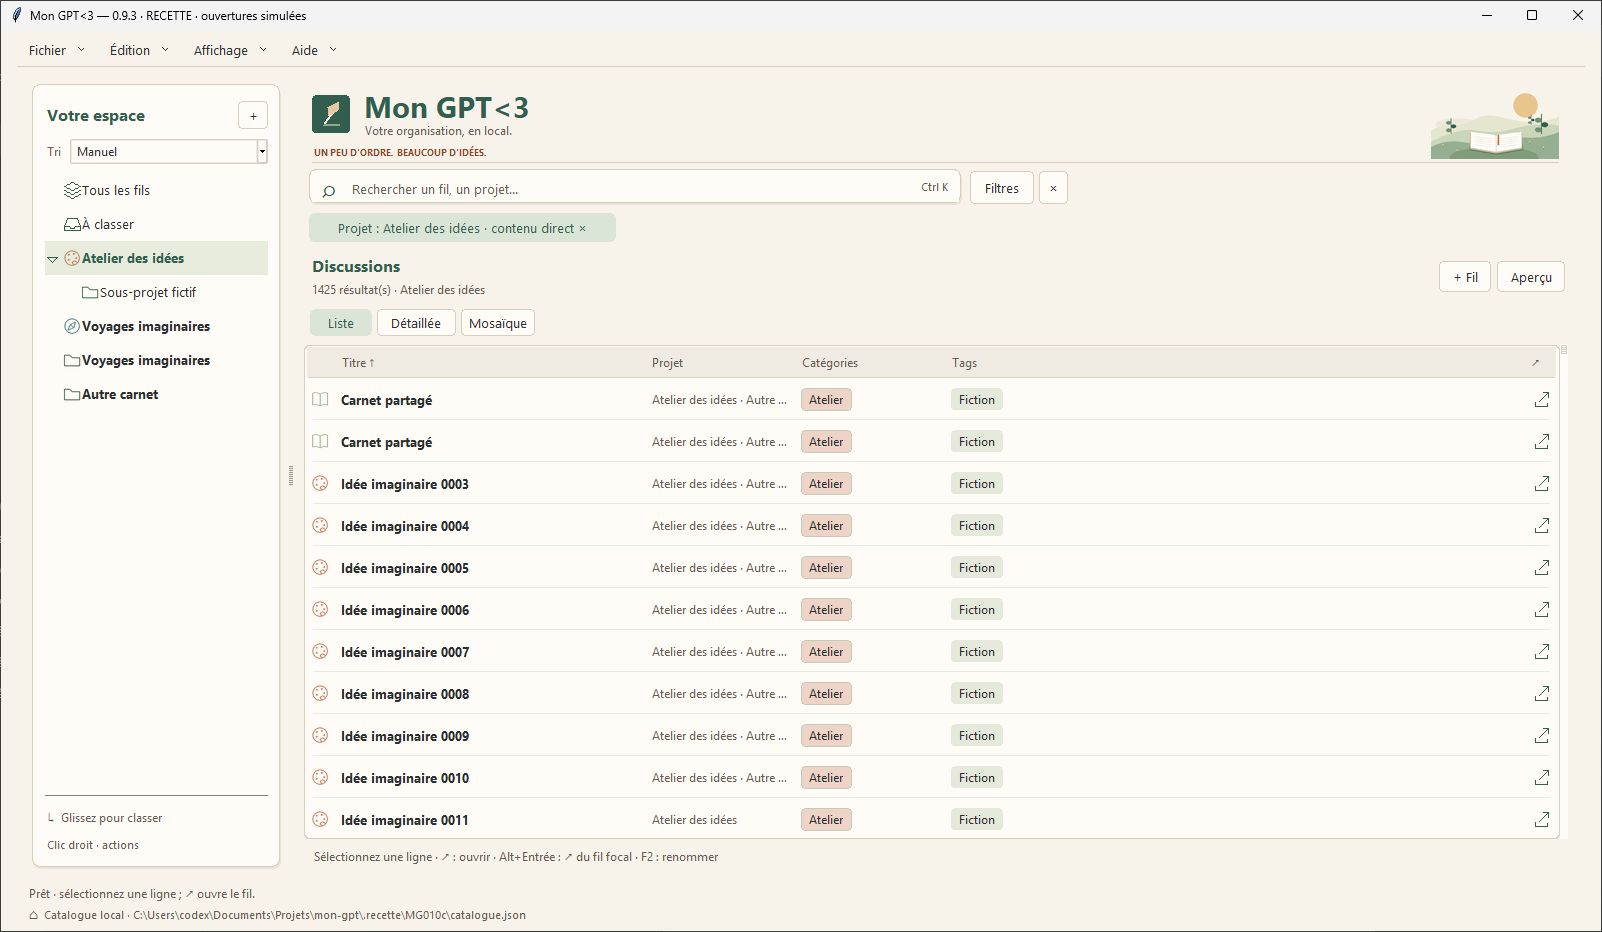 Mon GPT<3 — 0.9.3 · RECETTE · ouvertures simulées
Fichier Édition Affichage Aide
Votre espace +
Tri Manuel
Tous les fils
À classer
Atelier des idées
Sous-projet fictif
Voyages imaginaires
Voyages imaginaires
Autre carnet
↳ Glissez pour classer
Clic droit · actions
Mon GPT<3
Votre organisation, en local.
UN PEU D'ORDRE. BEAUCOUP D'IDÉES.
Rechercher un fil, un projet... Ctrl K Filtres ×
Projet : Atelier des idées · contenu direct ×
Discussions
1425 résultat(s) · Atelier des idées
+ Fil Aperçu
Liste Détaillée Mosaïque
Titre ↑ Projet Catégories Tags ↗
Carnet partagé Atelier des idées · Autre ... Atelier Fiction
Carnet partagé Atelier des idées · Autre ... Atelier Fiction
Idée imaginaire 0003 Atelier des idées · Autre ... Atelier Fiction
Idée imaginaire 0004 Atelier des idées · Autre ... Atelier Fiction
Idée imaginaire 0005 Atelier des idées · Autre ... Atelier Fiction
Idée imaginaire 0006 Atelier des idées · Autre ... Atelier Fiction
Idée imaginaire 0007 Atelier des idées · Autre ... Atelier Fiction
Idée imaginaire 0008 Atelier des idées · Autre ... Atelier Fiction
Idée imaginaire 0009 Atelier des idées · Autre ... Atelier Fiction
Idée imaginaire 0010 Atelier des idées · Autre ... Atelier Fiction
Idée imaginaire 0011 Atelier des idées Atelier Fiction
Sélectionnez une ligne · ↗ : ouvrir · Alt+Entrée : ↗ du fil focal · F2 : renommer
Prêt · sélectionnez une ligne ; ↗ ouvre le fil.
⌂ Catalogue local · C:\Users\codex\Documents\Projets\mon-gpt\.recette\MG010c\catalogue.json